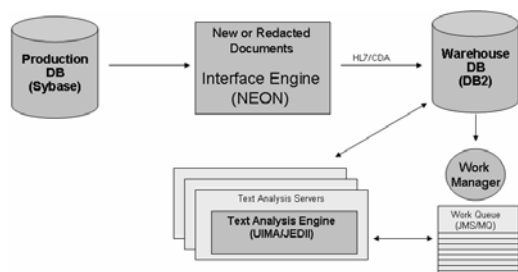 Production
DB
(Sybase)
New or Redacted
Documents
Interface Engine
(NEON)
HL7/CDA
Warehouse
DB
(DB2)
Work
Manager
Text Analysis Servers
Text Analysis Engine
(UIMA/JEDII)
Work Queue
(JMS/MQ)